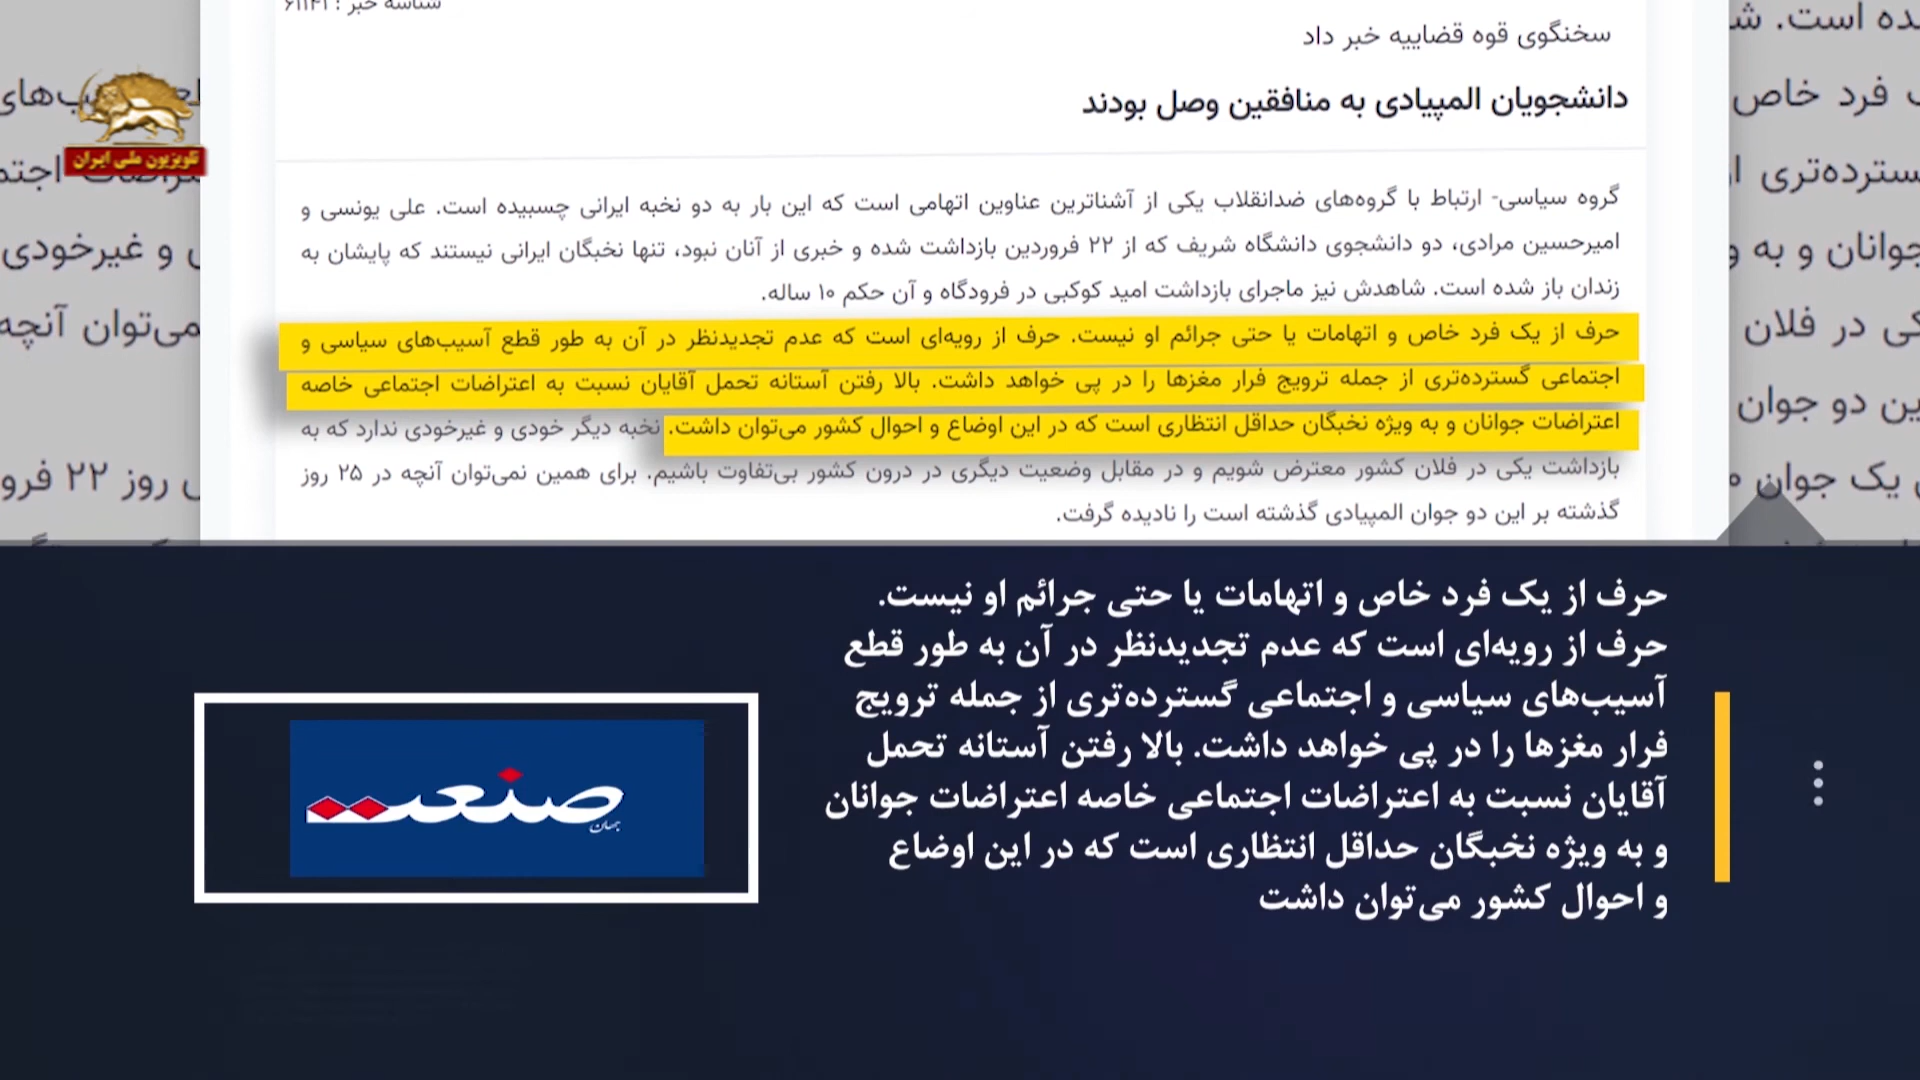 شناسه خبر : ۶۱۱۴۱
سخنگوی قوه قضاییه خبر داد
دانشجویان المپیادی به منافقین وصل بودند
تلویزیون ملی ایران
گروه سیاسی- ارتباط با گروه‌های ضدانقلاب یکی از آشناترین عناوین اتهامی است که این بار به دو نخبه ایرانی چسبیده است. علی یونسی و
امیرحسین مرادی، دو دانشجوی دانشگاه شریف که از ۲۲ فروردین بازداشت شده و خبری از آنان نبود، تنها نخبگان ایرانی نیستند که پایشان به
زندان باز شده است. شاهدش نیز ماجرای بازداشت امید کوکبی در فرودگاه و آن حکم ۱۰ ساله.
حرف از یک فرد خاص و اتهامات یا حتی جرائم او نیست. حرف از رویه‌ای است که عدم تجدیدنظر در آن به طور قطع آسیب‌های سیاسی و
اجتماعی گسترده‌تری از جمله ترویج فرار مغزها را در پی خواهد داشت. بالا رفتن آستانه تحمل آقایان نسبت به اعتراضات اجتماعی خاصه
اعتراضات جوانان و به ویژه نخبگان حداقل انتظاری است که در این اوضاع و احوال کشور می‌توان داشت. نخبه دیگر خودی و غیرخودی ندارد که به
بازداشت یکی در فلان کشور معترض شویم و در مقابل وضعیت دیگری در درون کشور بی‌تفاوت باشیم. برای همین نمی‌توان آنچه در ۲۵ روز
گذشته بر این دو جوان المپیادی گذشته است را نادیده گرفت.
حرف از یک فرد خاص و اتهامات یا حتی جرائم او نیست.
حرف از رویه‌ای است که عدم تجدیدنظر در آن به طور قطع
آسیب‌های سیاسی و اجتماعی گسترده‌تری از جمله ترویج
فرار مغزها را در پی خواهد داشت. بالا رفتن آستانه تحمل
آقایان نسبت به اعتراضات اجتماعی خاصه اعتراضات جوانان
و به ویژه نخبگان حداقل انتظاری است که در این اوضاع
و احوال کشور می‌توان داشت
جهان صنعت